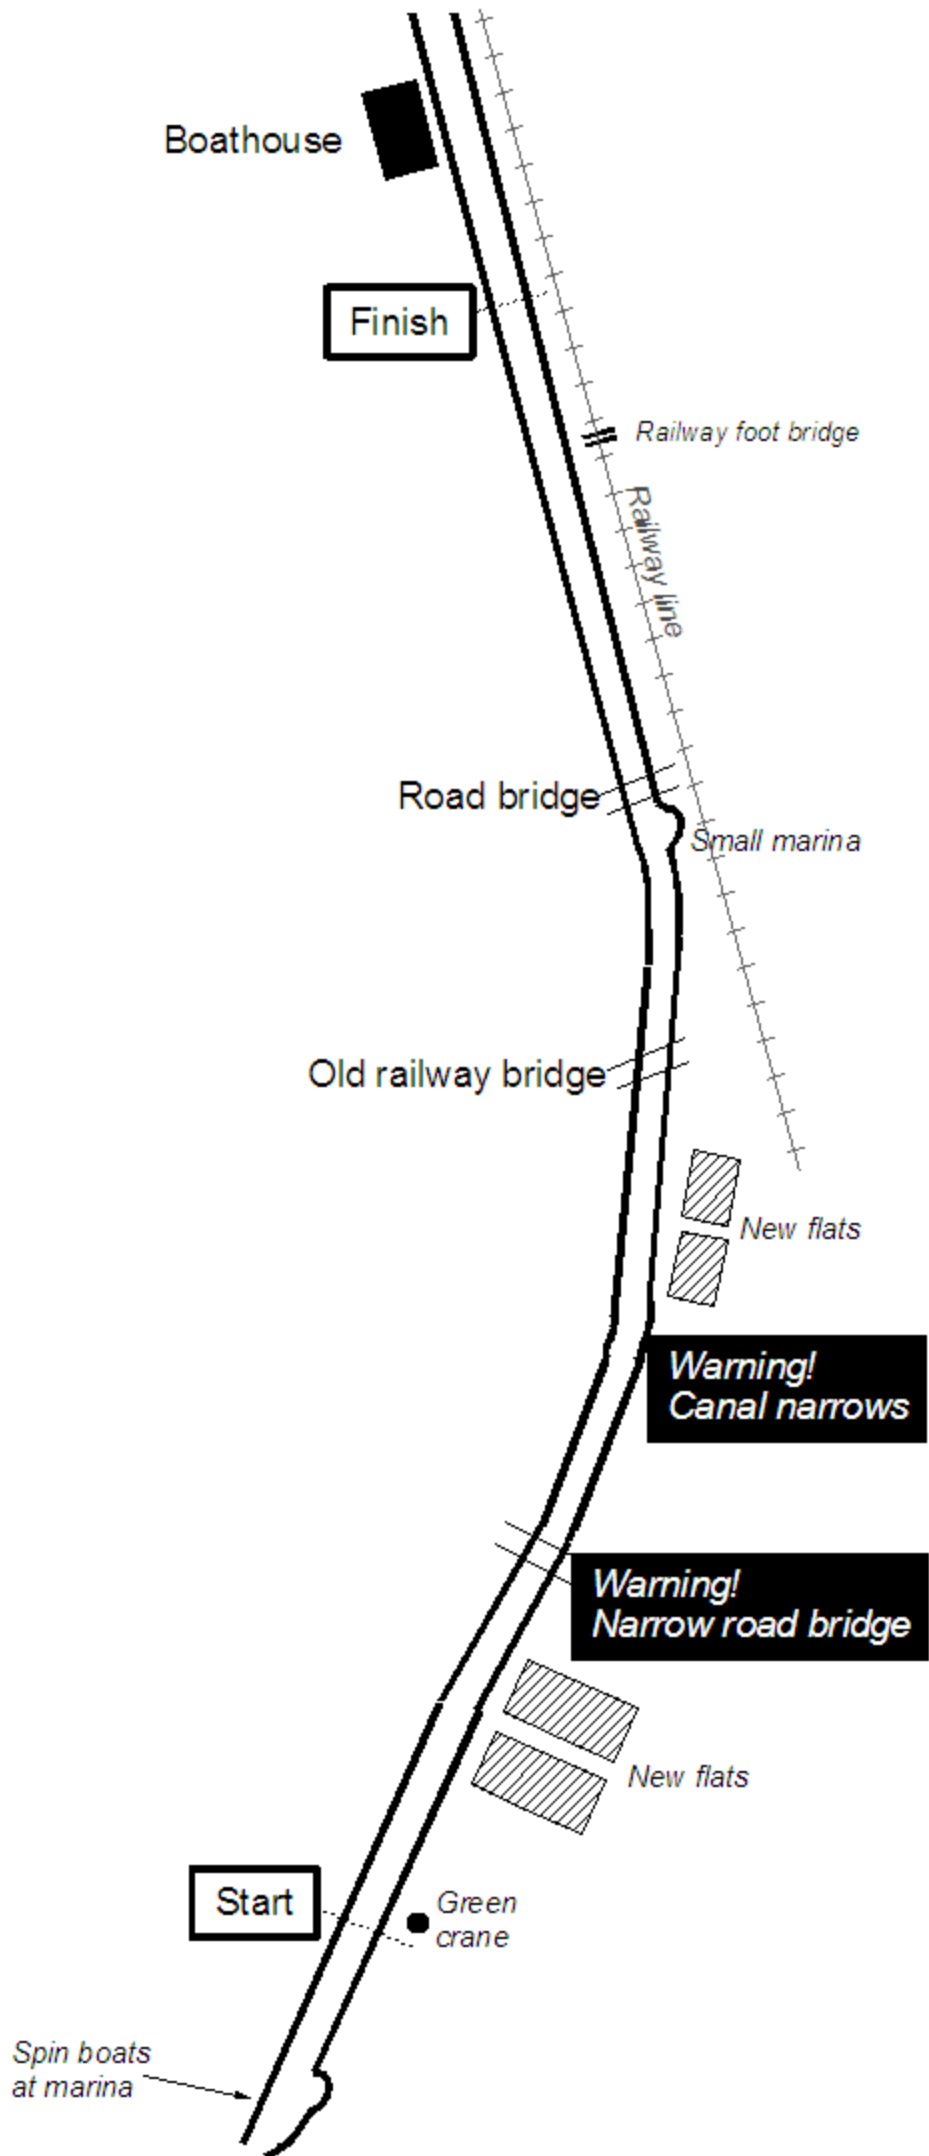 Boathouse
Finish
Railway foot bridge
Railway line
Road bridge
Small marina
Old railway bridge
New flats
Warning!
Canal narrows
Warning!
Narrow road bridge
New flats
Start
Green
crane
Spin boats
at marina